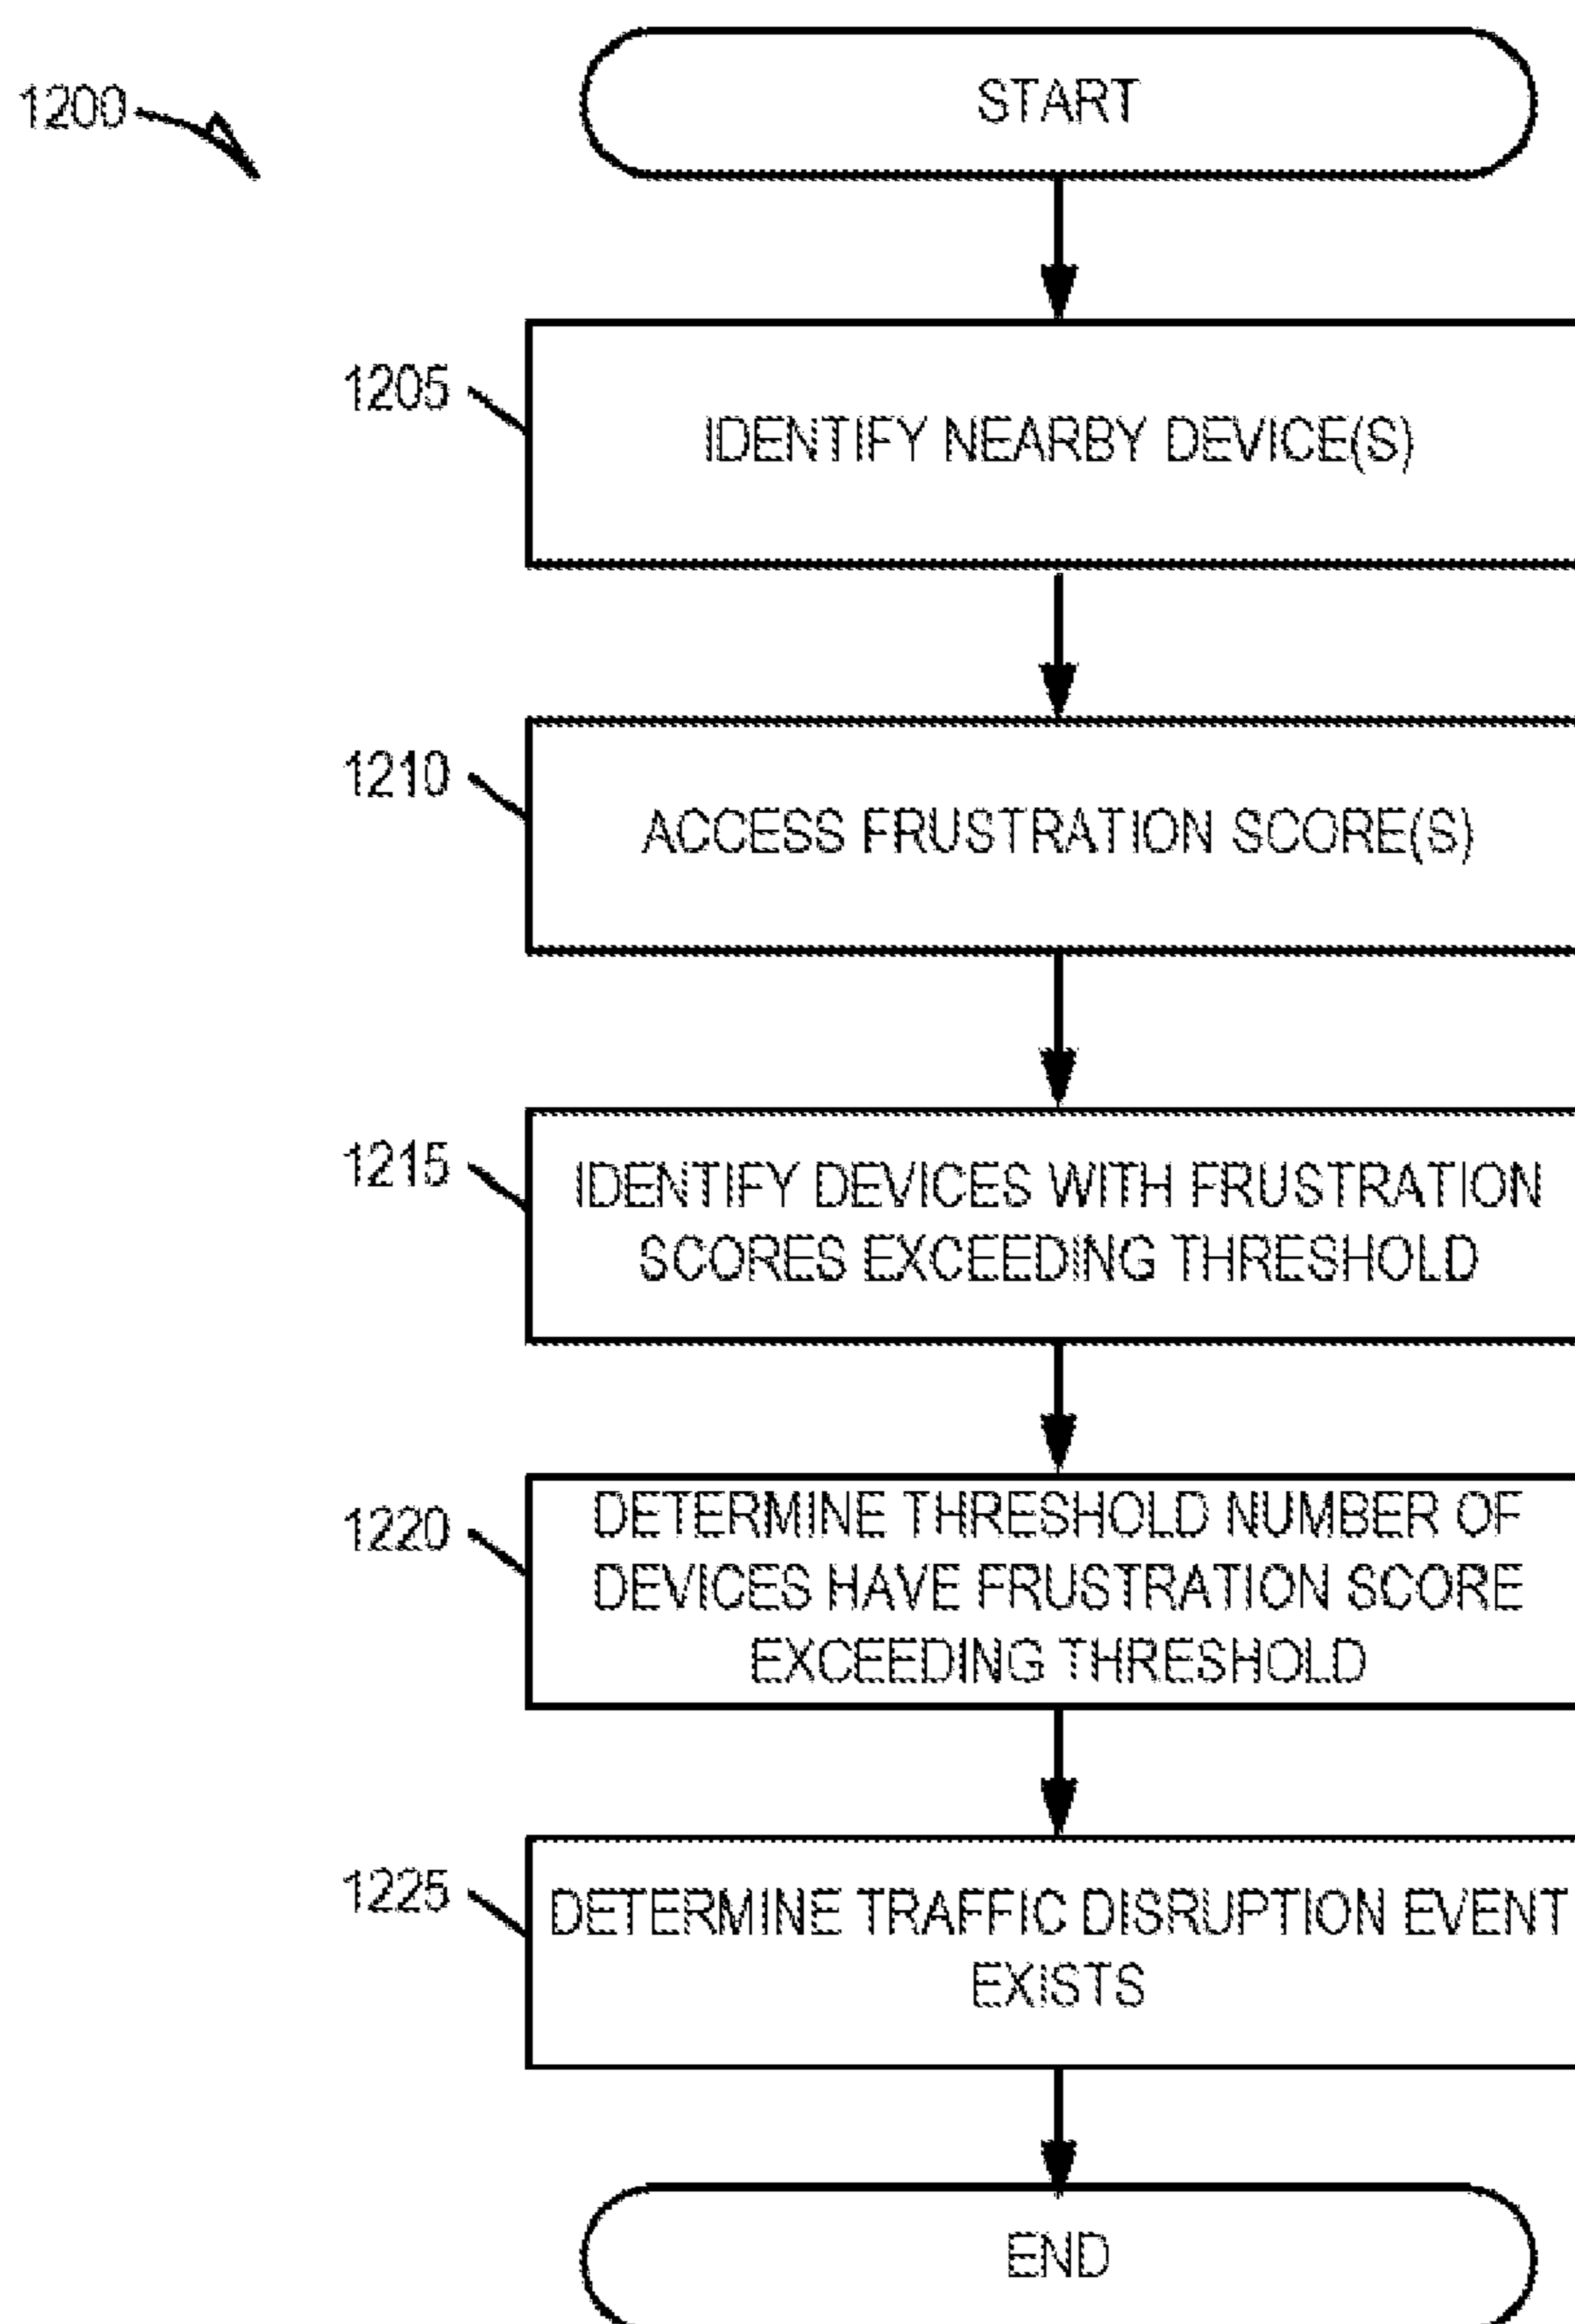 1200
START
1205
IDENTIFY NEARBY DEVICE(S)
1210
ACCESS FRUSTRATION SCORE(S)
1215
IDENTIFY DEVICES WITH FRUSTRATION
SCORES EXCEEDING THRESHOLD
1220
DETERMINE THRESHOLD NUMBER OF
DEVICES HAVE FRUSTRATION SCORE
EXCEEDING THRESHOLD
1225
DETERMINE TRAFFIC DISRUPTION EVENT
EXISTS
END